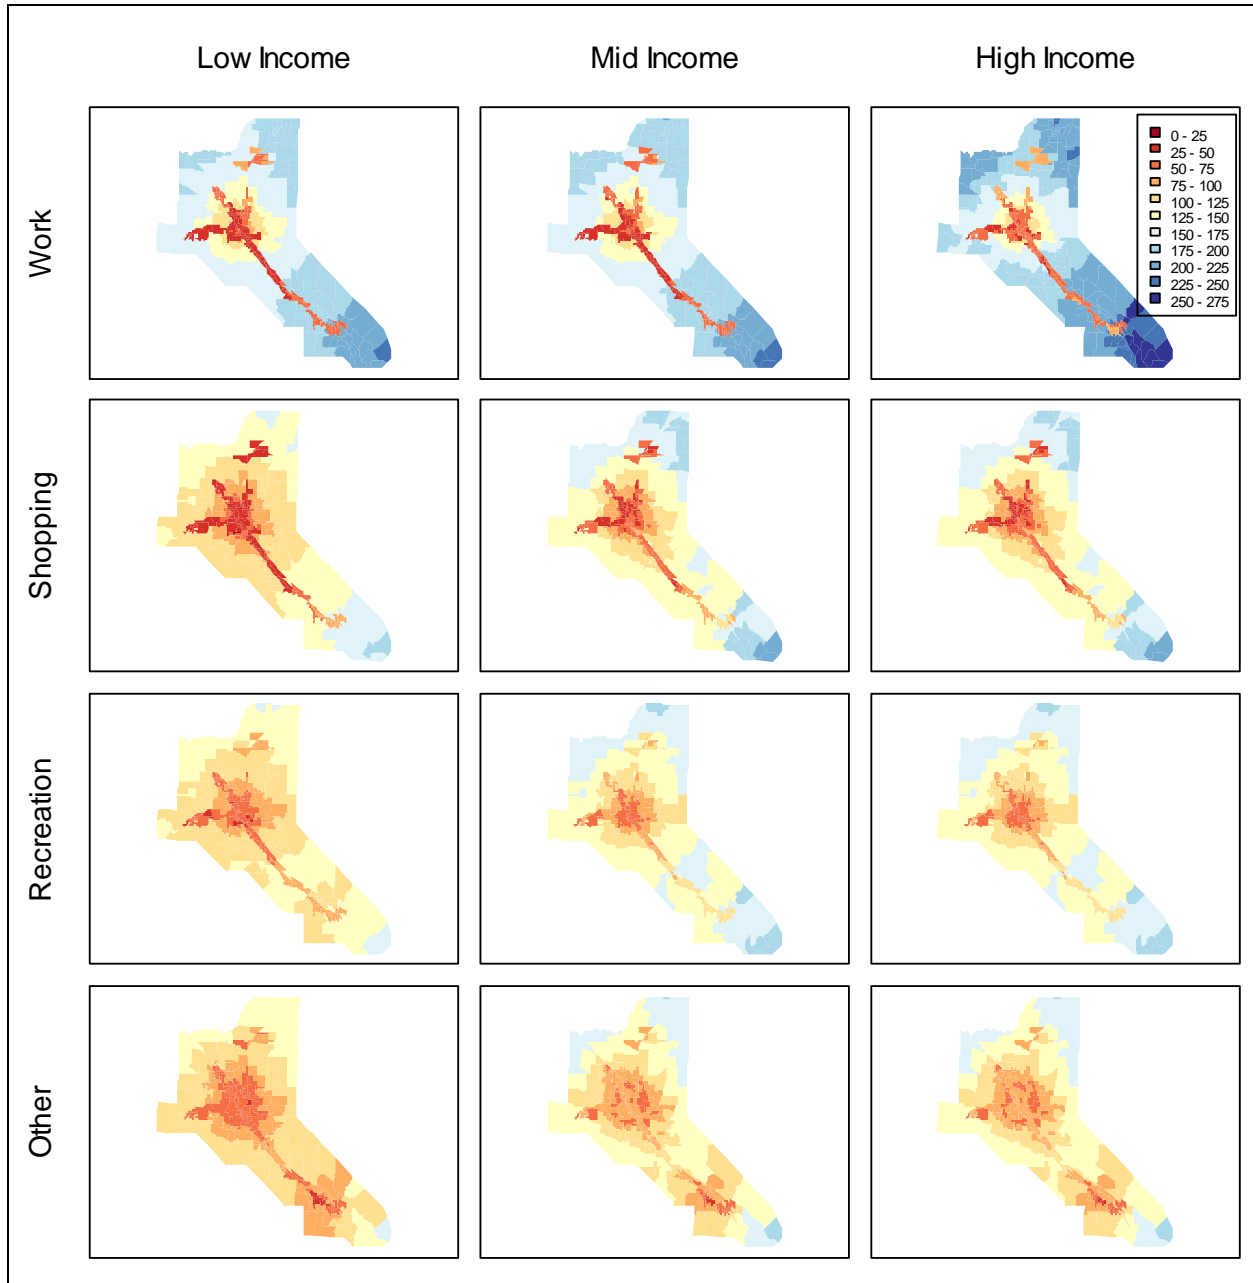 Low Income
Mid Income
High Income
Work
0 - 25
25 - 50
50 - 75
75 - 100
100 - 125
125 - 150
150 - 175
175 - 200
200 - 225
225 - 250
250 - 275
Shopping
Recreation
Other